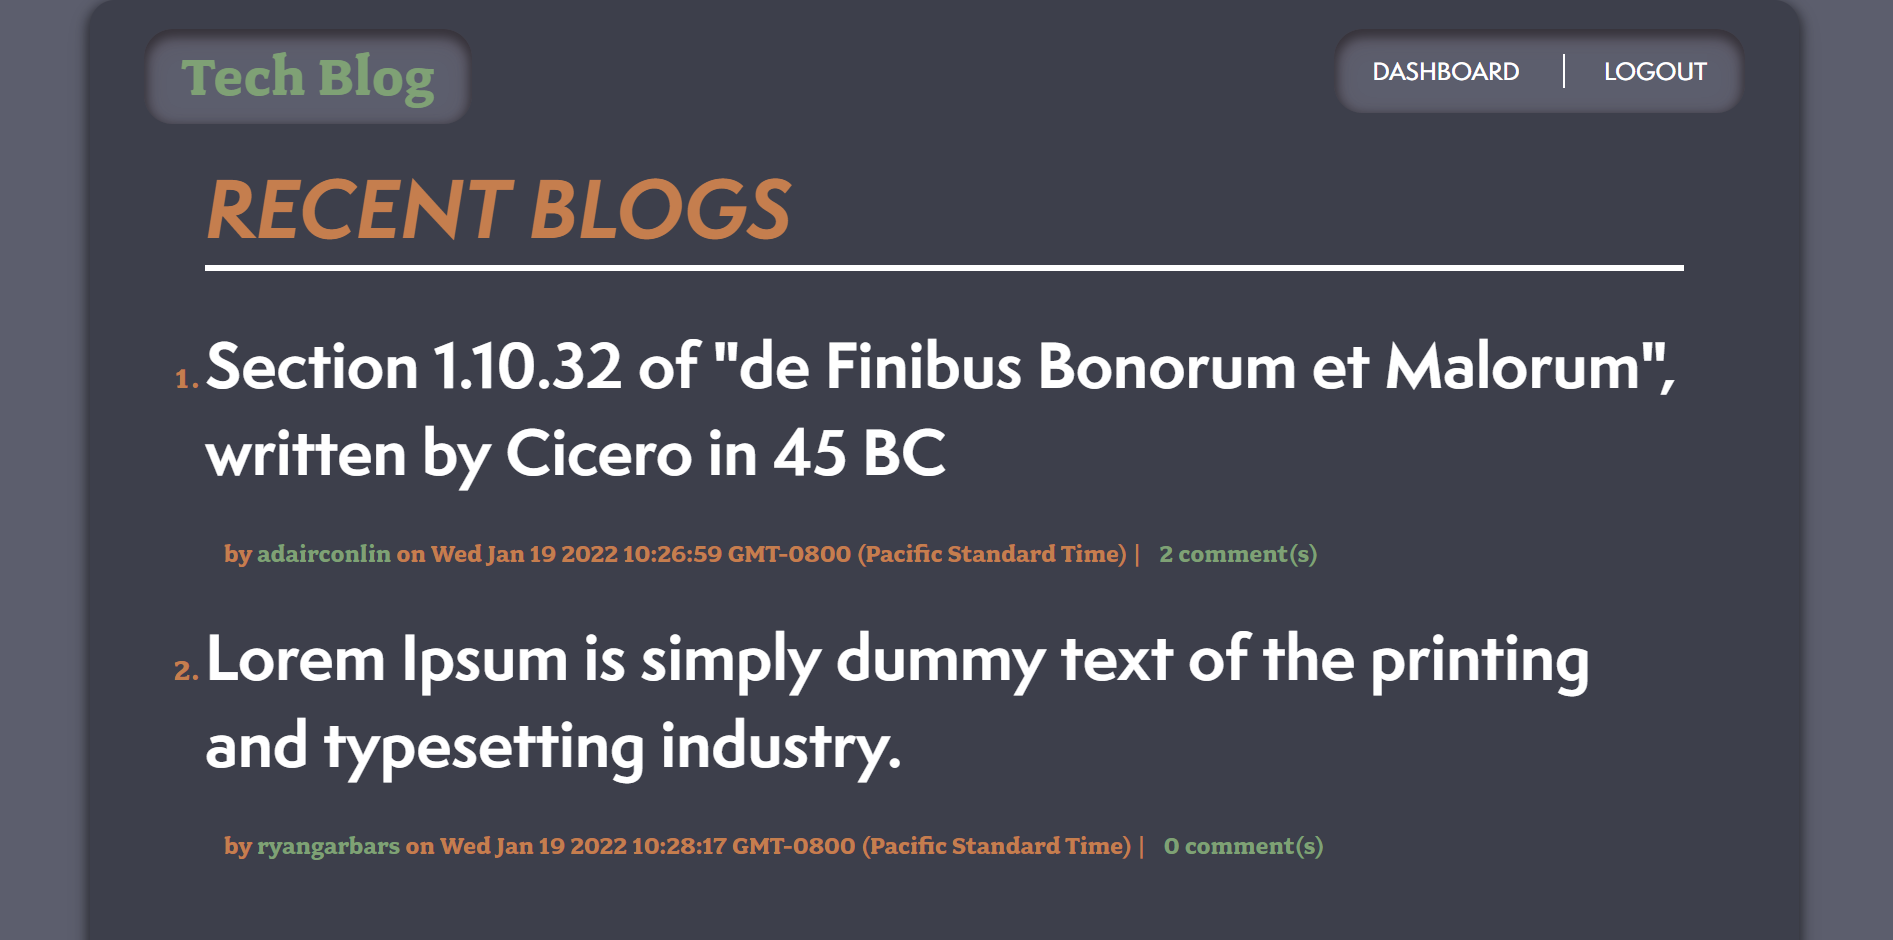 Tech Blog
DASHBOARD | LOGOUT
RECENT BLOGS
1. Section 1.10.32 of "de Finibus Bonorum et Malorum",
written by Cicero in 45 BC
by adairconlin on Wed Jan 19 2022 10:26:59 GMT-0800 (Pacific Standard Time) | 2 comment(s)
2. Lorem Ipsum is simply dummy text of the printing
and typesetting industry.
by ryangarbars on Wed Jan 19 2022 10:28:17 GMT-0800 (Pacific Standard Time) | 0 comment(s)